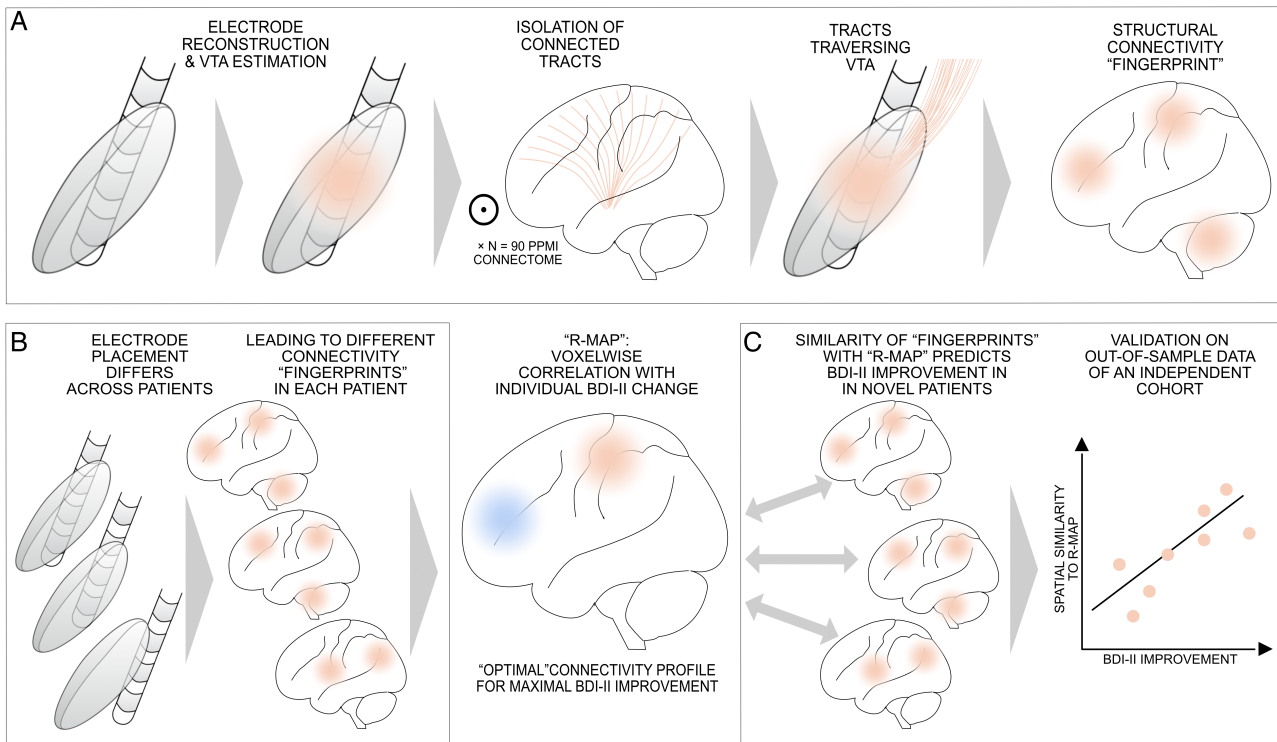 A
ELECTRODE
RECONSTRUCTION
& VTA ESTIMATION
ISOLATION OF
CONNECTED
TRACTS
× N = 90 PPMI
CONNECTOME
TRACTS
TRAVERSING
VTA
STRUCTURAL
CONNECTIVITY
“FINGERPRINT”
B
ELECTRODE
PLACEMENT
DIFFERS
ACROSS PATIENTS
LEADING TO DIFFERENT
CONNECTIVITY
“FINGERPRINTS”
IN EACH PATIENT
“R-MAP”:
VOXELWISE
CORRELATION WITH
INDIVIDUAL BDI-II CHANGE
“OPTIMAL”CONNECTIVITY PROFILE
FOR MAXIMAL BDI-II IMPROVEMENT
C
SIMILARITY OF “FINGERPRINTS”
WITH “R-MAP” PREDICTS
BDI-II IMPROVEMENT IN
IN NOVEL PATIENTS
VALIDATION ON
OUT-OF-SAMPLE DATA
OF AN INDEPENDENT
COHORT
SPATIAL SIMILARITY
TO R-MAP
BDI-II IMPROVEMENT